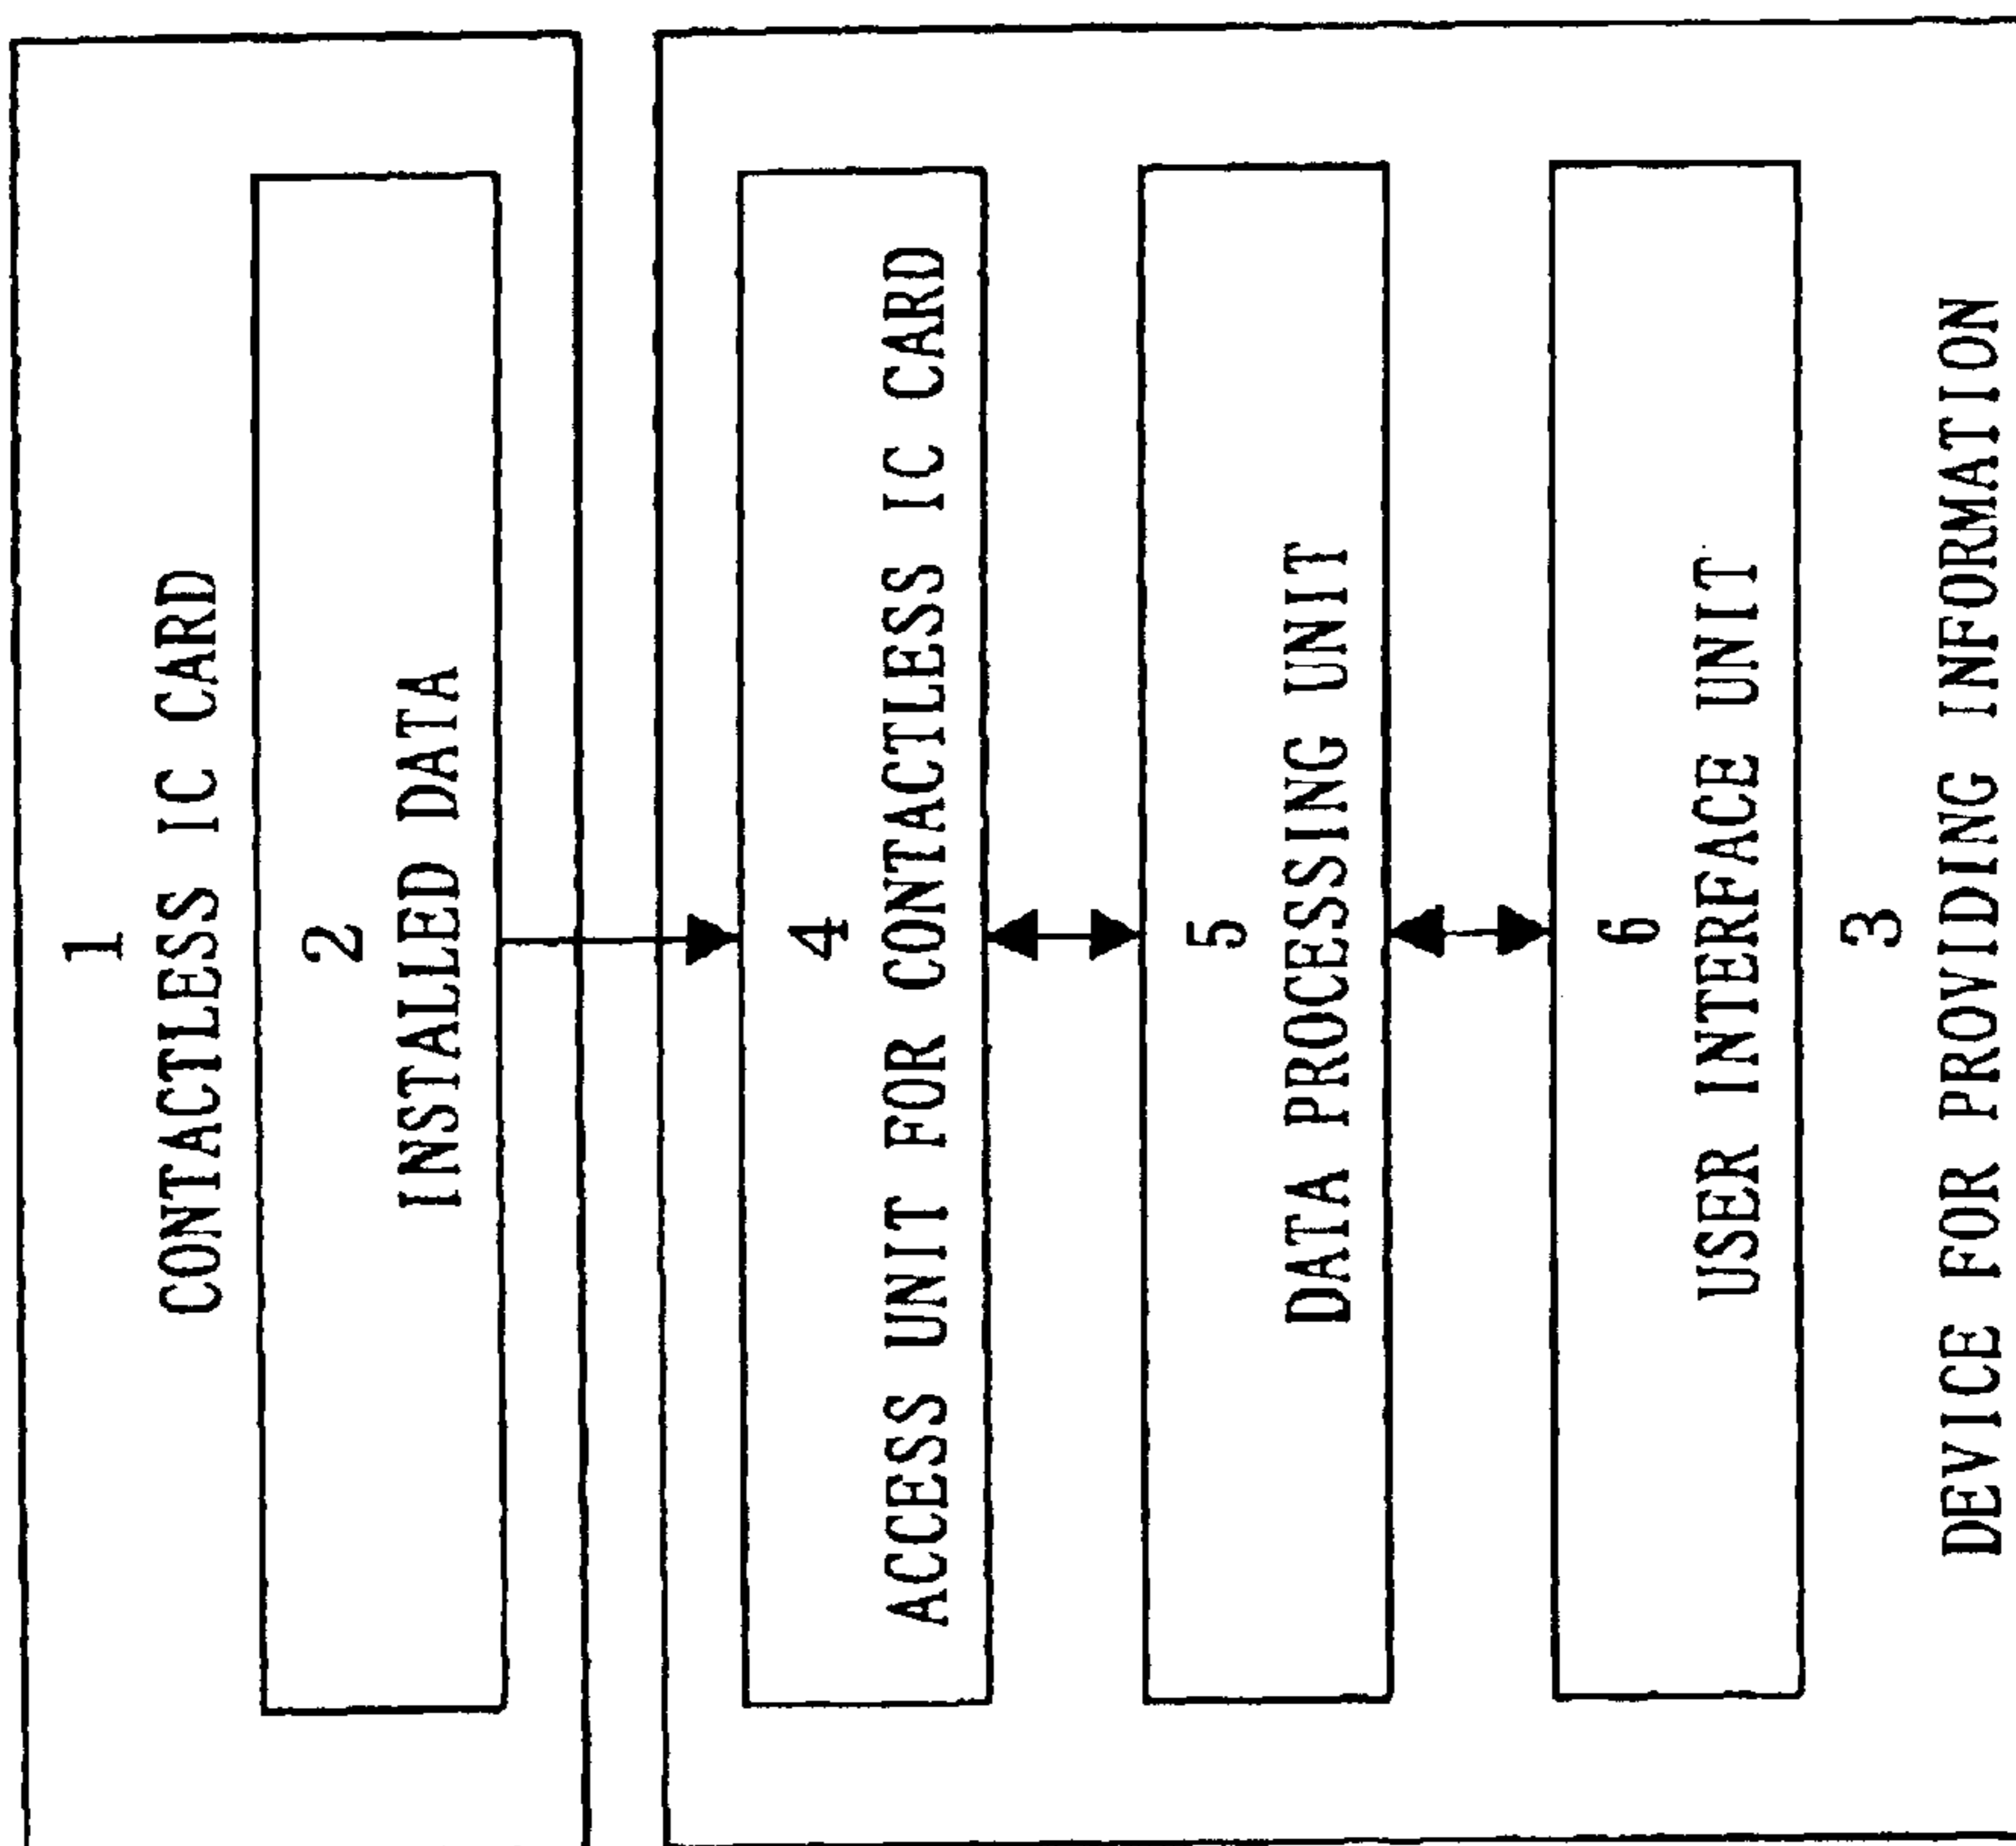 1
CONTACTLESS IC CARD
2
INSTALLED DATA
4
ACCESS UNIT FOR CONTACTLESS IC CARD
5
DATA PROCESSING UNIT
6
USER INTERFACE UNIT
3
DEVICE FOR PROVIDING INFORMATION